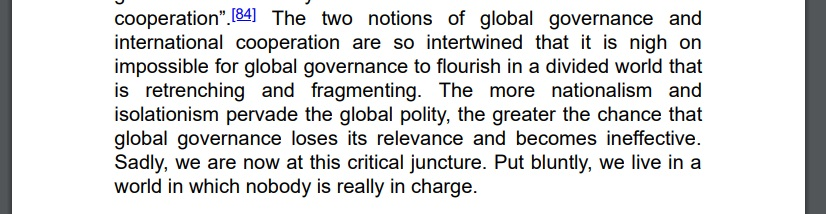 cooperation”.[84] The two notions of global governance and
international cooperation are so intertwined that it is nigh on
impossible for global governance to flourish in a divided world that
is retrenching and fragmenting. The more nationalism and
isolationism pervade the global polity, the greater the chance that
global governance loses its relevance and becomes ineffective.
Sadly, we are now at this critical juncture. Put bluntly, we live in a
world in which nobody is really in charge.